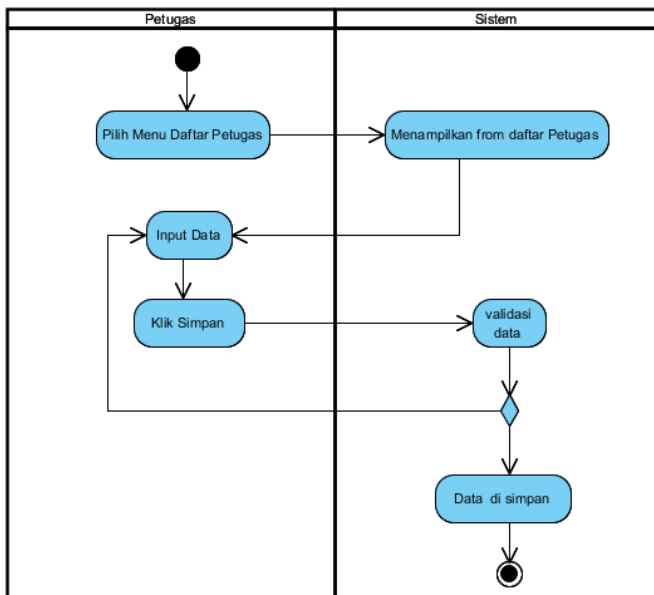 Petugas
Sistem
Pilih Menu Daftar Petugas
Menampilkan from daftar Petugas
Input Data
Klik Simpan
validasi
data
Data di simpan